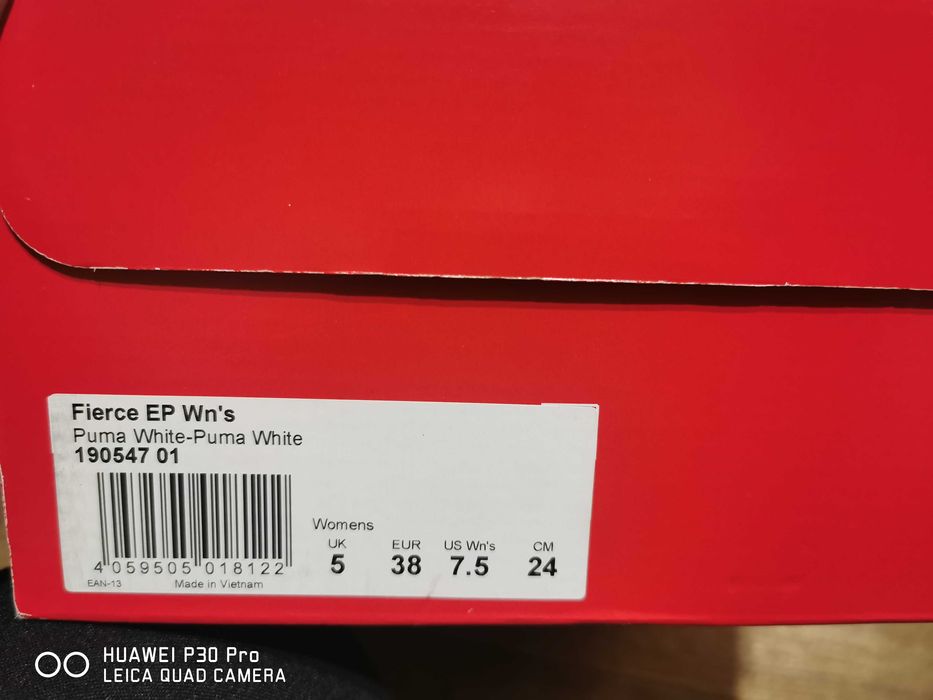 Fierce EP Wn's
Puma White-Puma White
190547 01
Womens
UK EUR US Wn's CM
5 38 7.5 24
4 059505 018122
EAN-13 Made in Vietnam
HUAWEI P30 Pro
LEICA QUAD CAMERA